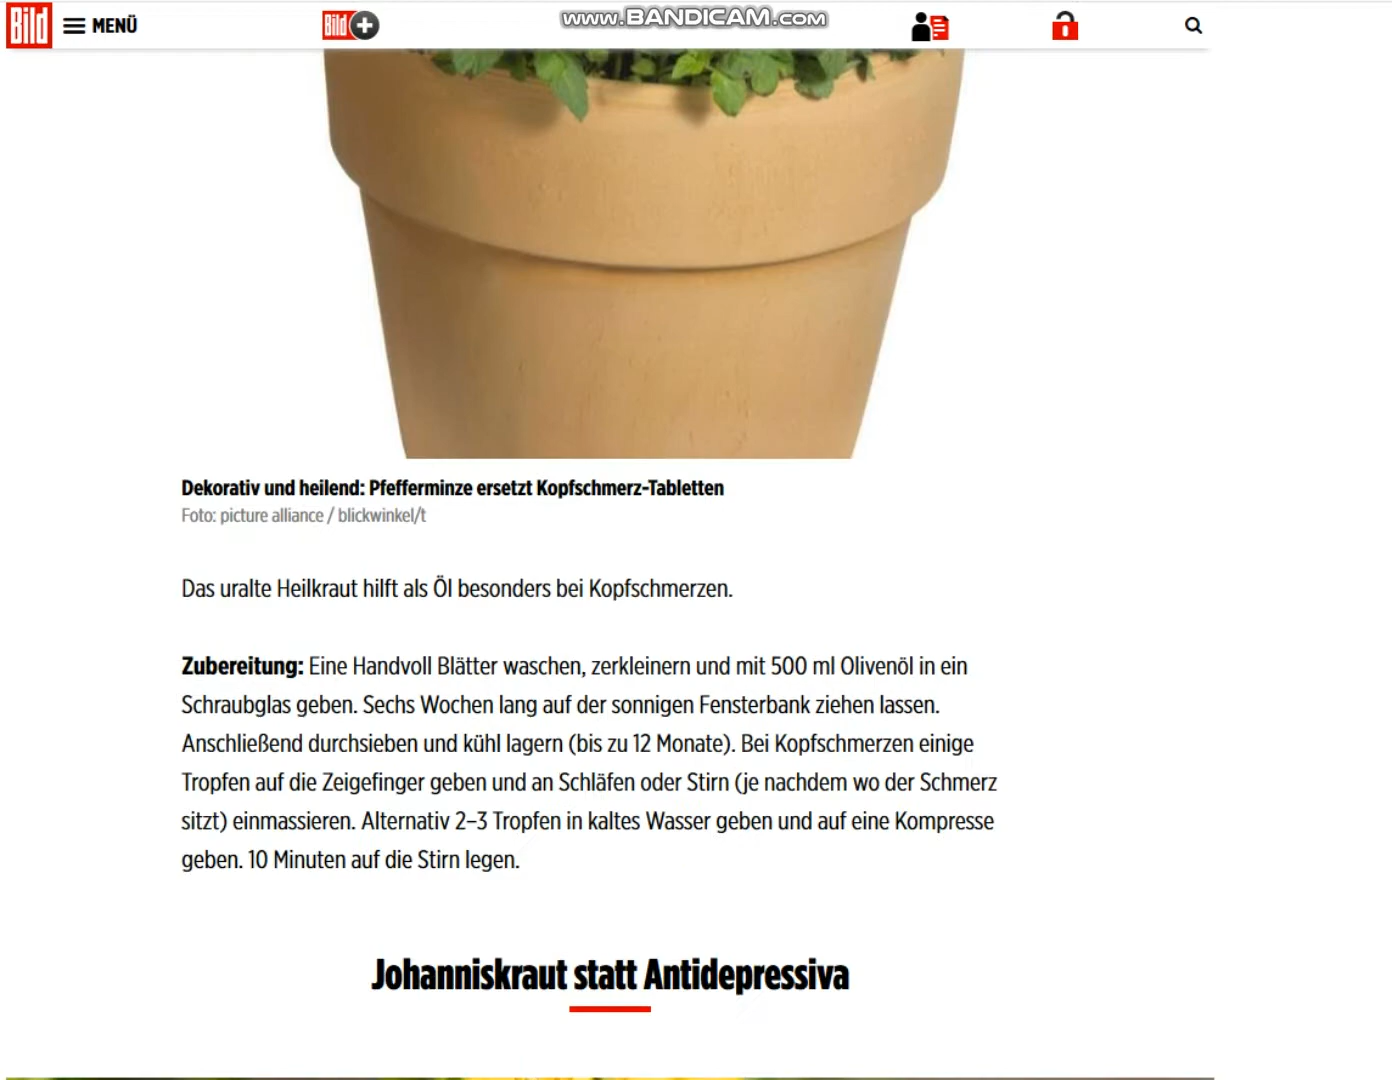 Bild MENÜ Bild+ www.BANDICAM.com
Dekorativ und heilend: Pfefferminze ersetzt Kopfschmerz-Tabletten
Foto: picture alliance / blickwinkel/t
Das uralte Heilkraut hilft als Öl besonders bei Kopfschmerzen.
Zubereitung: Eine Handvoll Blätter waschen, zerkleinern und mit 500 ml Olivenöl in ein
Schraubglas geben. Sechs Wochen lang auf der sonnigen Fensterbank ziehen lassen.
Anschließend durchsieben und kühl lagern (bis zu 12 Monate). Bei Kopfschmerzen einige
Tropfen auf die Zeigefinger geben und an Schläfen oder Stirn (je nachdem wo der Schmerz
sitzt) einmassieren. Alternativ 2–3 Tropfen in kaltes Wasser geben und auf eine Kompresse
geben. 10 Minuten auf die Stirn legen.
Johanniskraut statt Antidepressiva